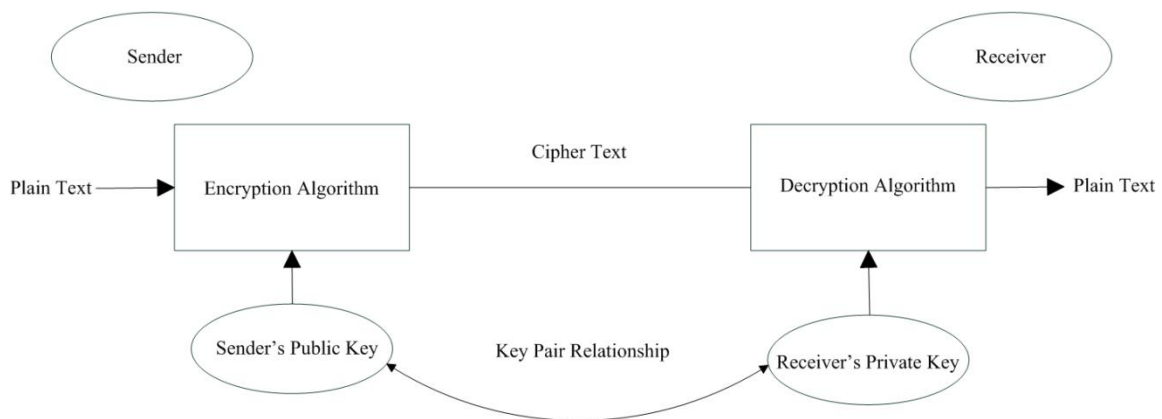 Sender
Receiver
Cipher Text
Plain Text
Encryption Algorithm
Decryption Algorithm
Plain Text
Sender's Public Key
Key Pair Relationship
Receiver's Private Key